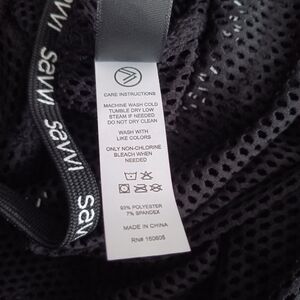 savvi savvi
savvi
CARE INSTRUCTIONS
MACHINE WASH COLD
TUMBLE DRY LOW
STEAM IF NEEDED
DO NOT DRY CLEAN
WASH WITH
LIKE COLORS
ONLY NON-CHLORINE
BLEACH WHEN
NEEDED
93% POLYESTER
7% SPANDEX
MADE IN CHINA
RN# 160606